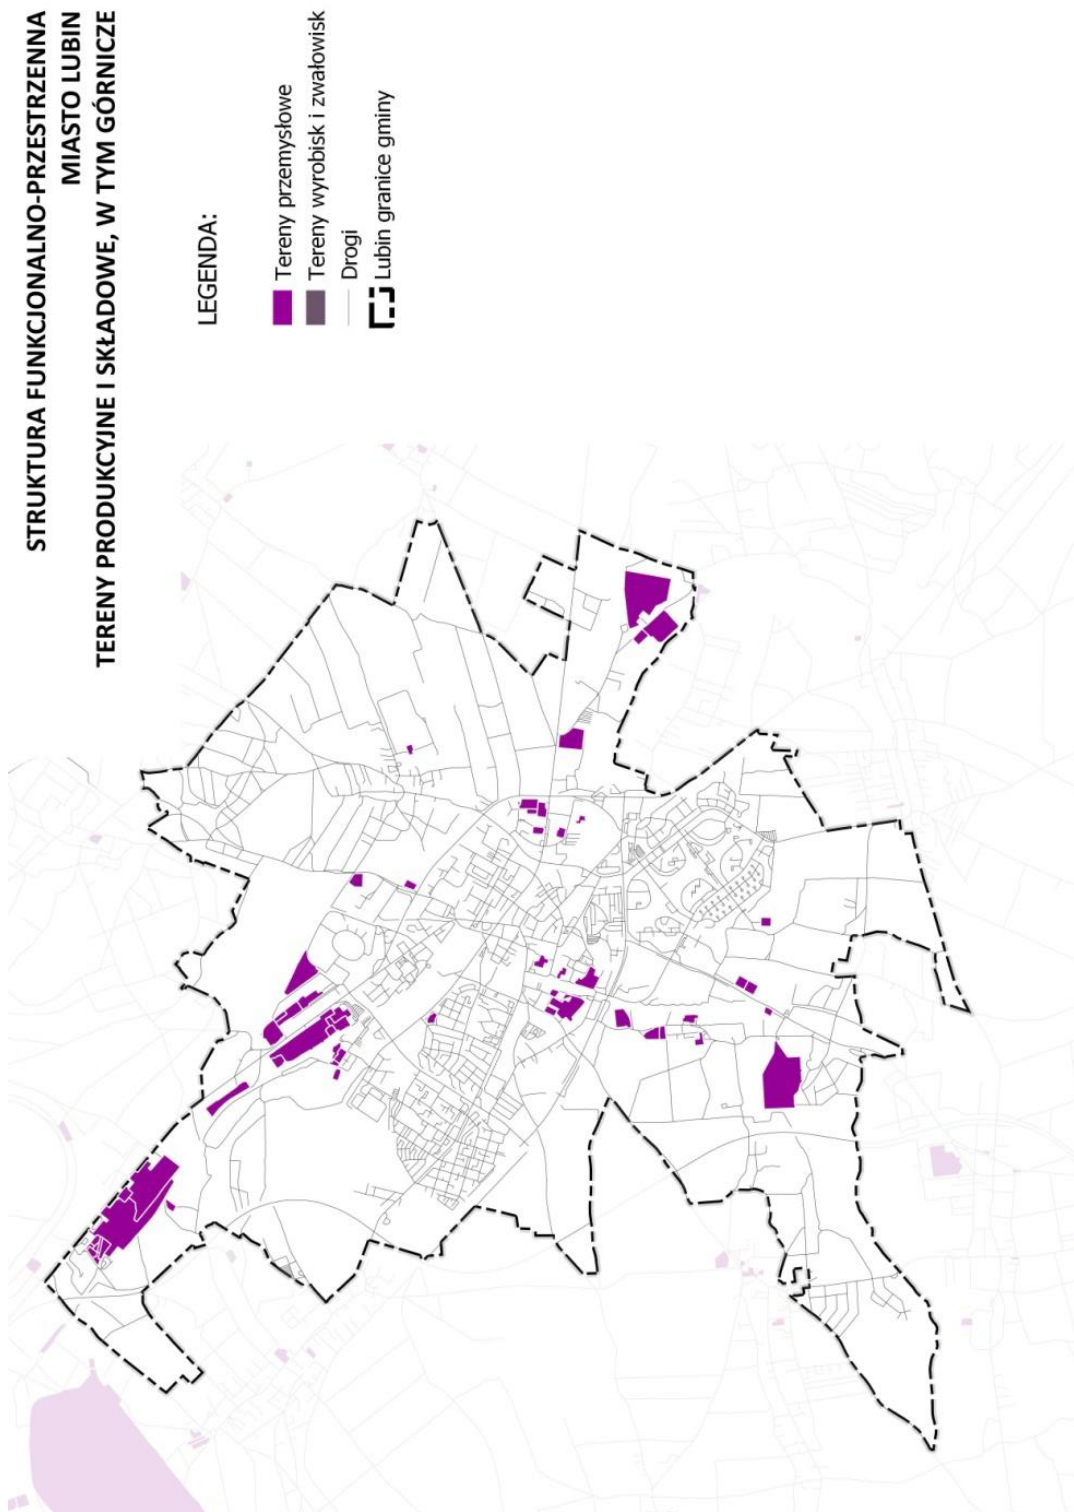 STRUKTURA FUNKCJONALNO-PRZESTRZENNA
MIASTO LUBIN
TERENY PRODUKCYJNE I SKŁADOWE, W TYM GÓRNICZE
LEGENDA:
Tereny przemysłowe
Tereny wyrobisk i zwałowisk
Drogi
Lubin granice gminy